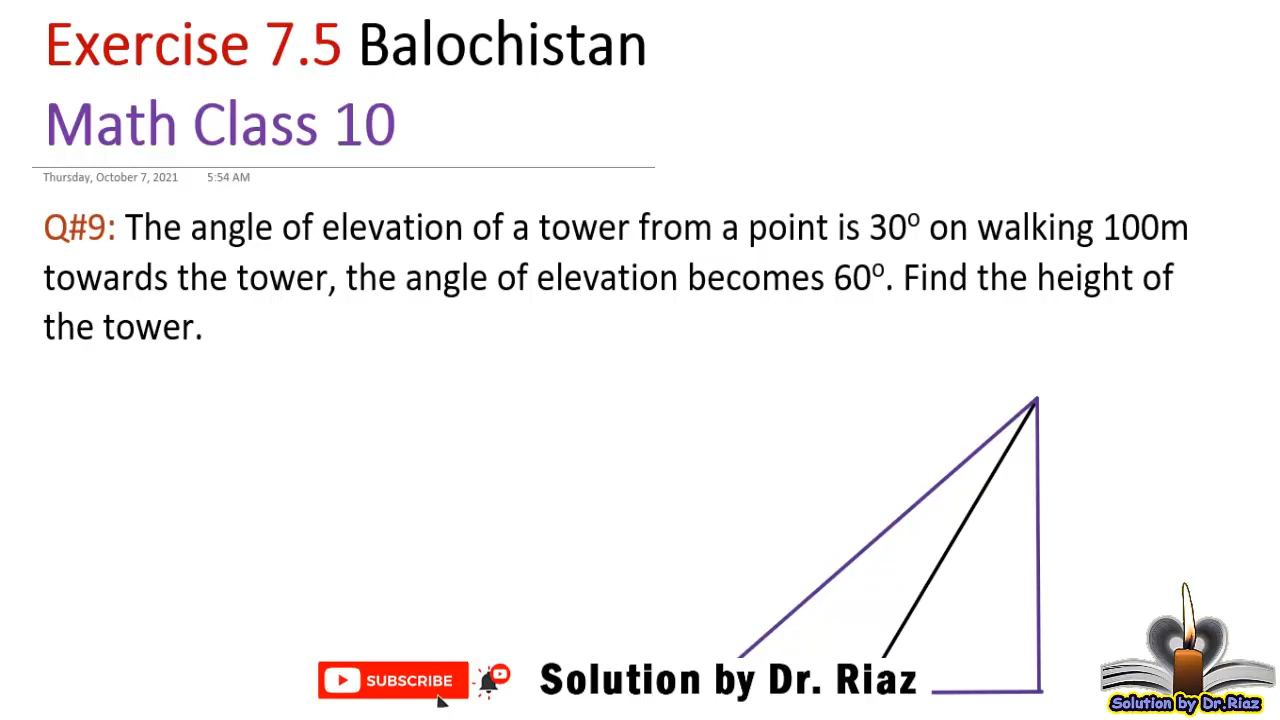 Exercise 7.5 Balochistan
Math Class 10
Thursday, October 7, 2021 5:54 AM
Q#9: The angle of elevation of a tower from a point is 30º on walking 100m
towards the tower, the angle of elevation becomes 60º. Find the height of
the tower.
SUBSCRIBE
Solution by Dr. Riaz
Solution by Dr.Riaz